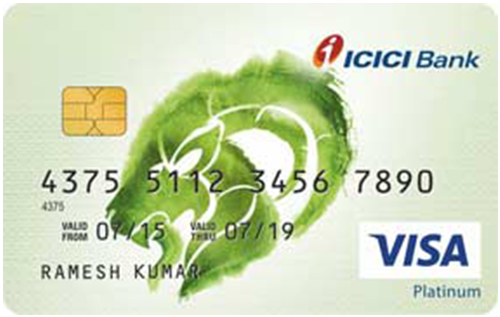 ICICI Bank
4375 5112 3456 7890
4375
VALID FROM 07/15 VALID THRU 07/19
RAMESH KUMAR
VISA
Platinum